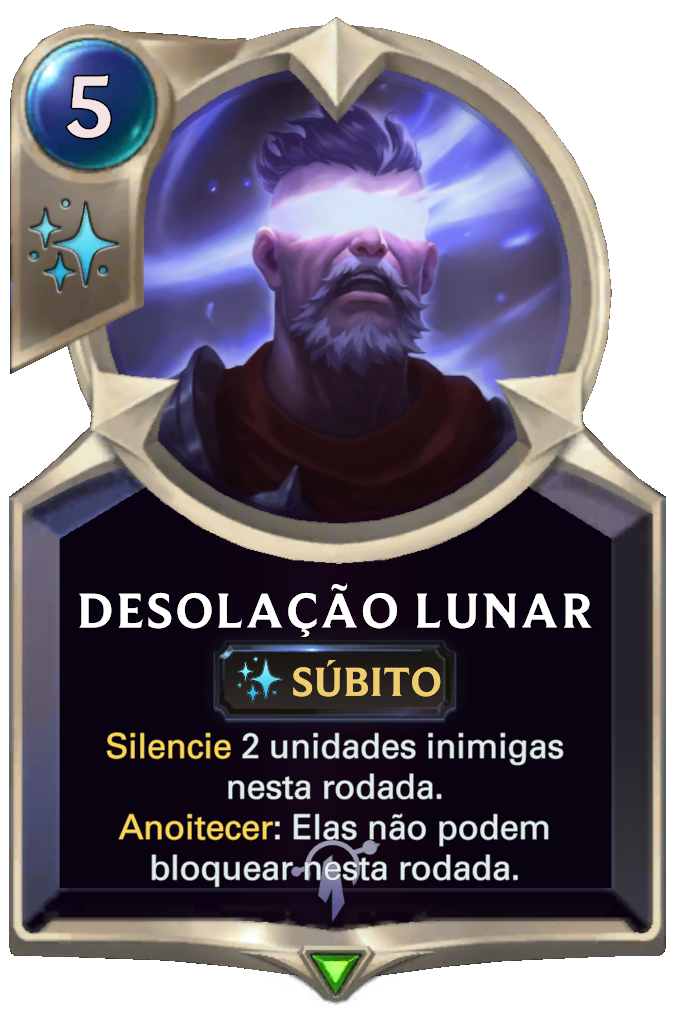 5
DESOLAÇÃO LUNAR
SÚBITO
Silencie 2 unidades inimigas
nesta rodada.
Anoitecer: Elas não podem
bloquear nesta rodada.